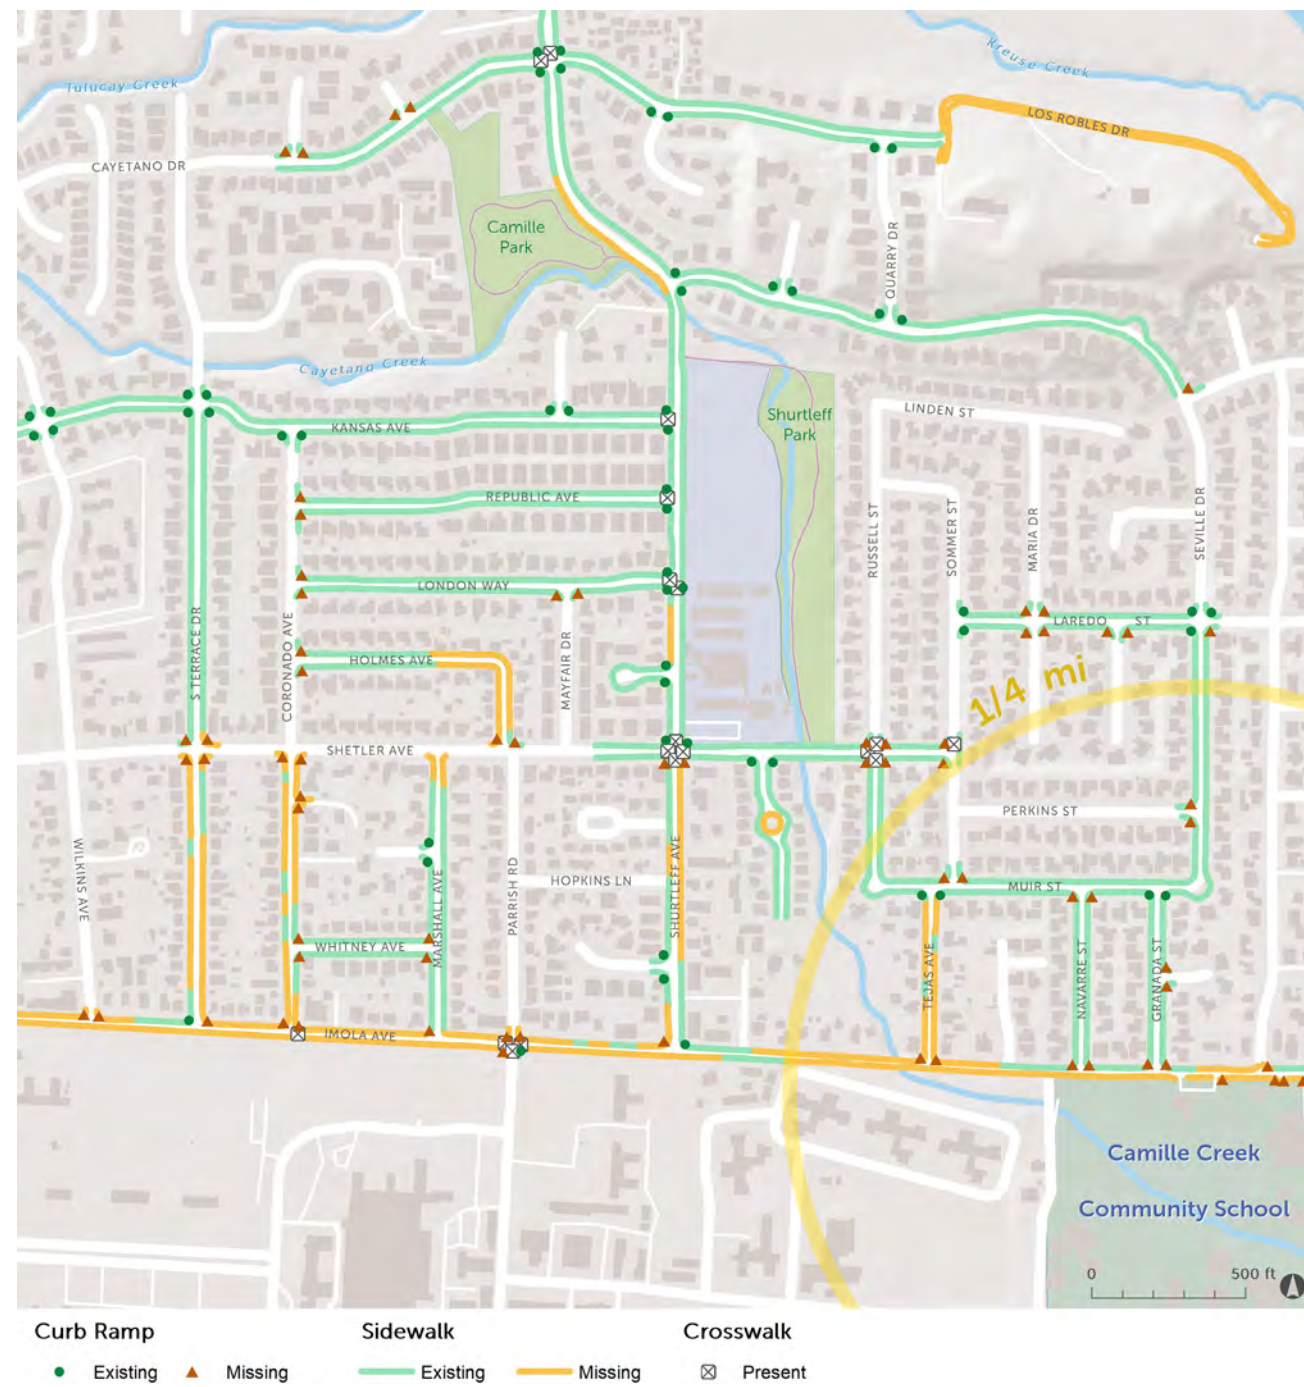 Tulucay Creek
Kreuse Creek
LOS ROBLES DR
CAYETANO DR
Camille
Park
QUARRY DR
Cayetano Creek
LINDEN ST
Shurtleff
Park
KANSAS AVE
REPUBLIC AVE
RUSSELL ST
SOMMER ST
MARIA DR
SEVILLE DR
LONDON WAY
S TERRACE DR
CORONADO AVE
HOLMES AVE
MAYFAIR DR
LAREDO ST
1/4 mi
SHETLER AVE
PERKINS ST
WILKINS AVE
MARSHALL AVE
PARRISH RD
HOPKINS LN
SHURTLEFF AVE
MUIR ST
WHITNEY AVE
TEJAS AVE
NAVARRE ST
GRANADA ST
IMOLA AVE
Camille Creek
Community School
0 500 ft
Curb Ramp Sidewalk Crosswalk
Existing Missing Existing Missing Present